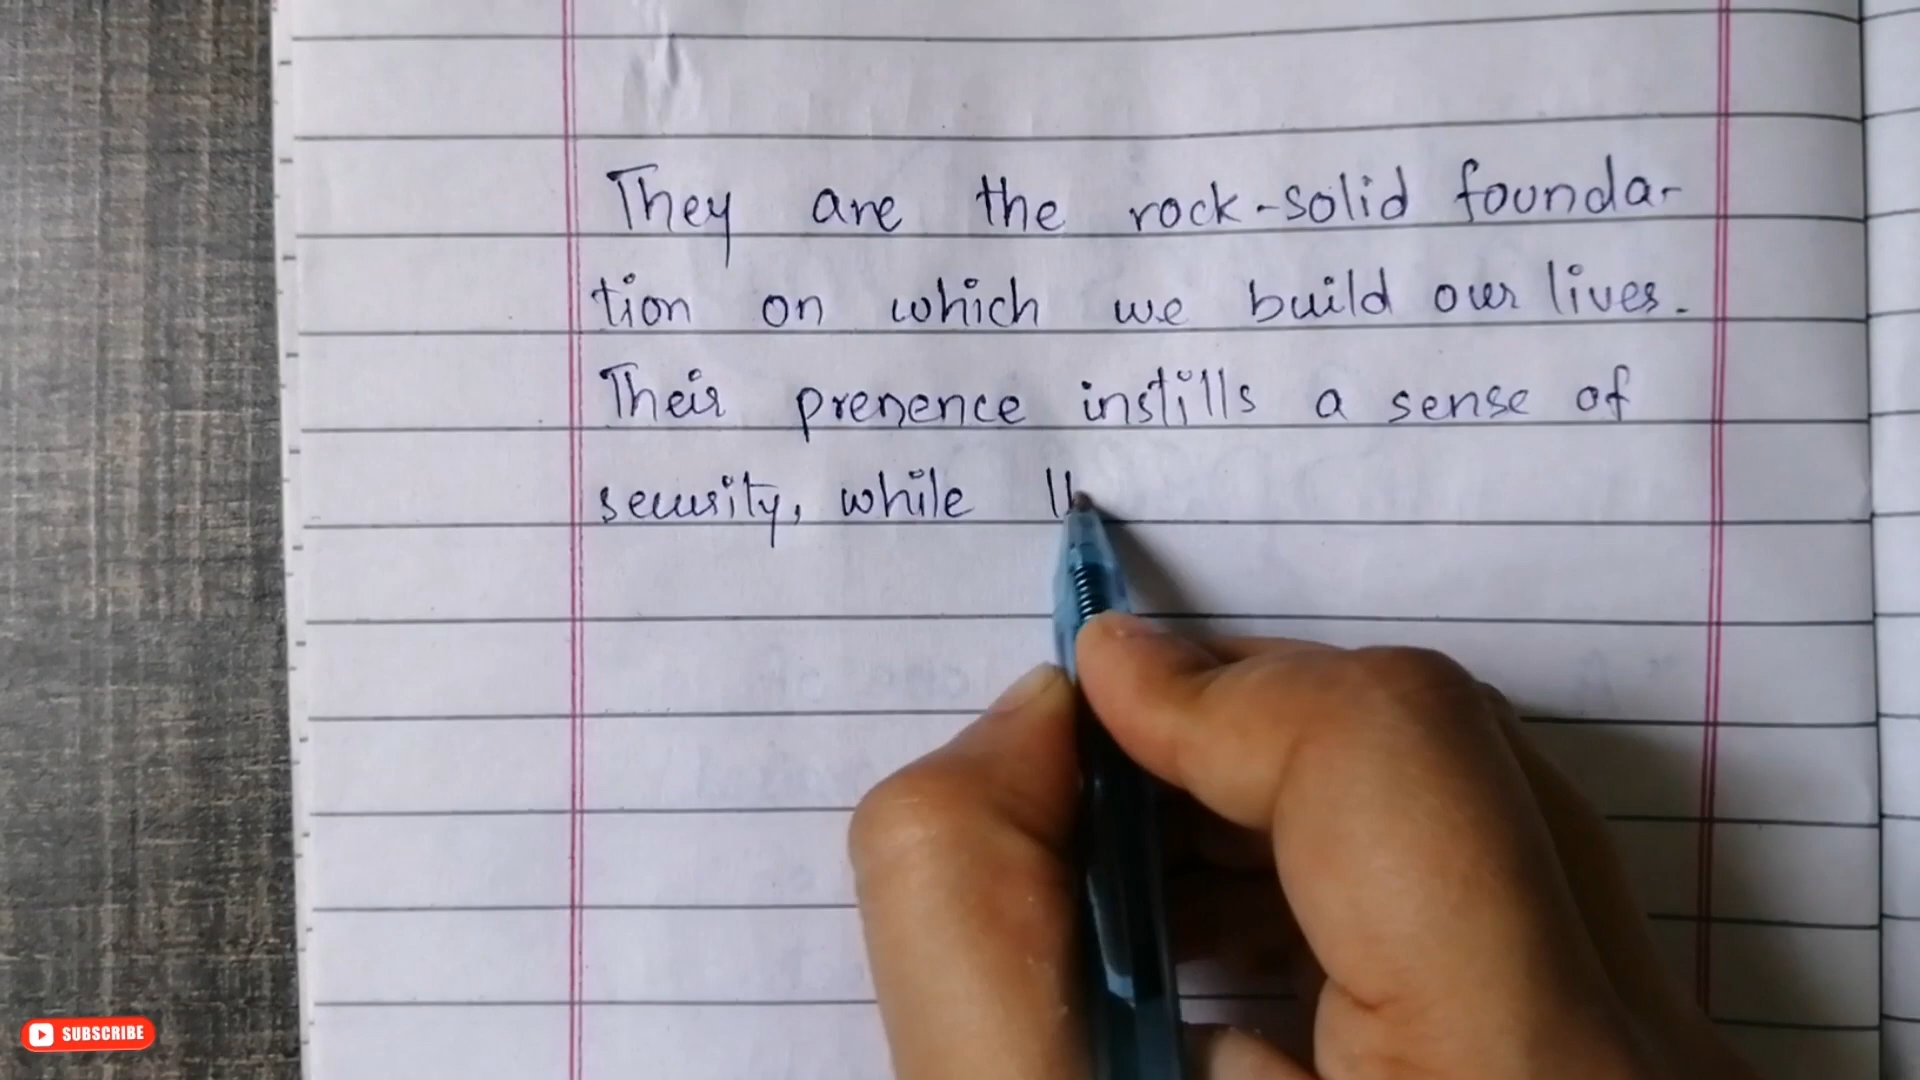 They are the rock-solid founda-
tion on which we build our lives.
Their presence instills a sense of
security, while
SUBSCRIBE